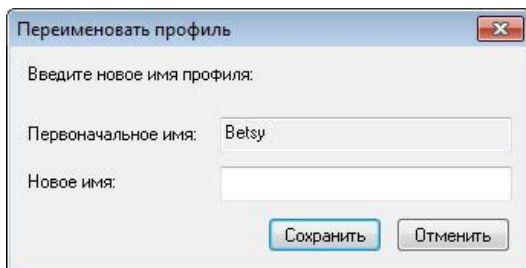 Переименовать профиль
Введите новое имя профиля:
Первоначальное имя: Betsy
Новое имя:
Сохранить Отменить